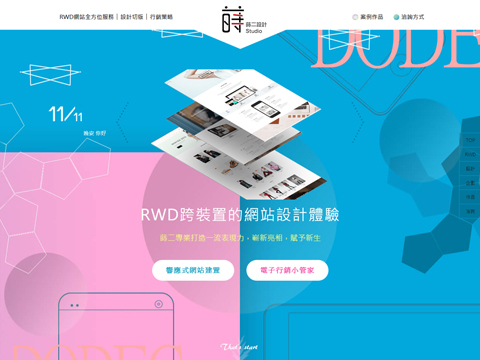 RWD網站全方位服務 | 設計切版 | 行銷策略
蒔
蒔二設計
Studio
案例作品
洽詢方式
DODEC
11/11
晚安 你好
RWD跨裝置的網站設計體驗
蒔二專業打造一流表現力，嶄新亮相，賦予新生
響應式網站建置
電子行銷小管家
DODEC
That's start